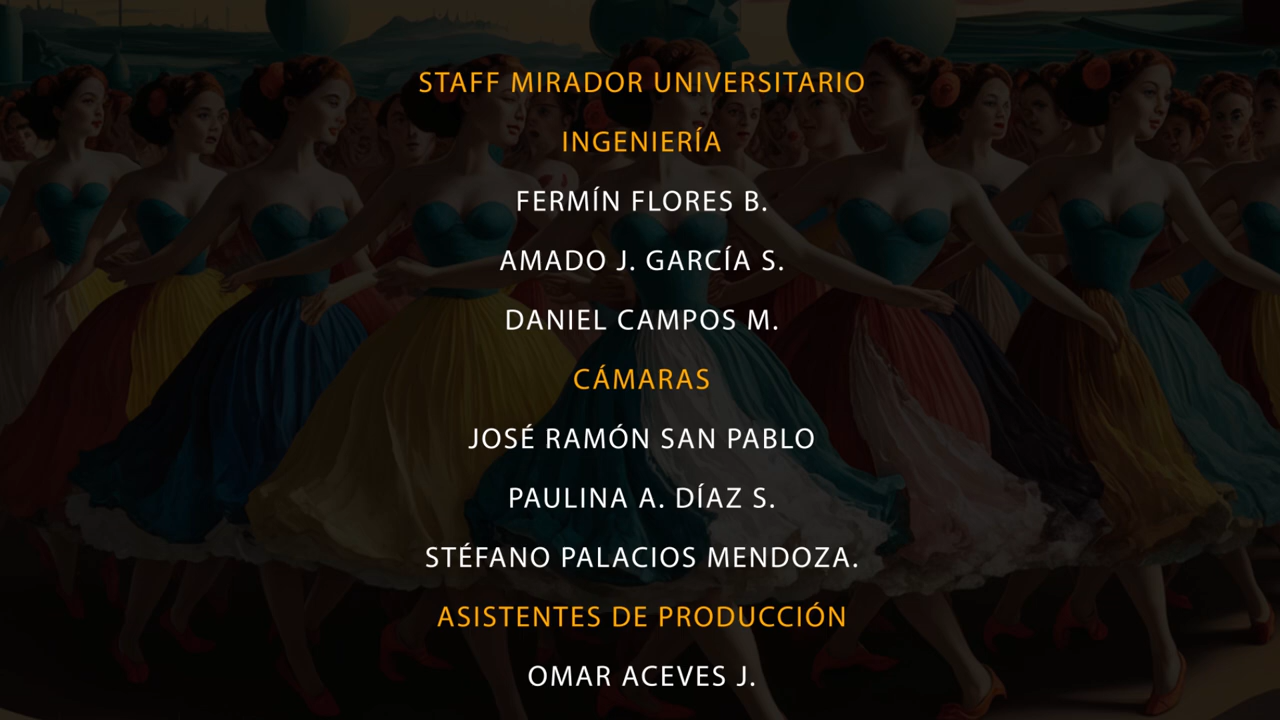 STAFF MIRADOR UNIVERSITARIO
INGENIERÍA
FERMÍN FLORES B.
AMADO J. GARCÍA S.
DANIEL CAMPOS M.
CÁMARAS
JOSÉ RAMÓN SAN PABLO
PAULINA A. DÍAZ S.
STÉFANO PALACIOS MENDOZA.
ASISTENTES DE PRODUCCIÓN
OMAR ACEVES J.